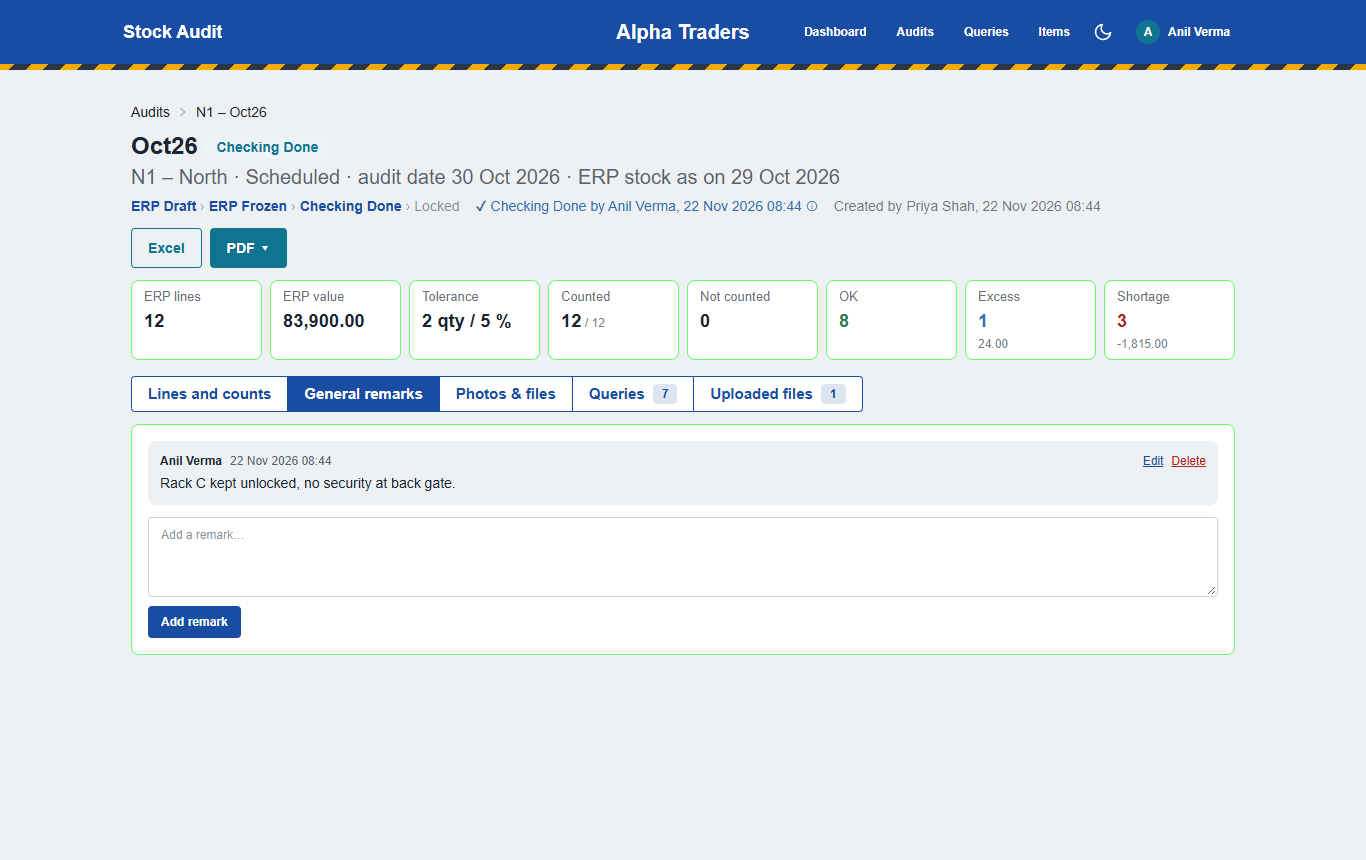 Stock Audit
Alpha Traders
Dashboard
Audits
Queries
Items
A
Anil Verma
Audits > N1 – Oct26
Oct26 Checking Done
N1 – North · Scheduled · audit date 30 Oct 2026 · ERP stock as on 29 Oct 2026
ERP Draft › ERP Frozen › Checking Done › Locked ✓ Checking Done by Anil Verma, 22 Nov 2026 08:44 ⓘ Created by Priya Shah, 22 Nov 2026 08:44
Excel
PDF ▾
ERP lines
12
ERP value
83,900.00
Tolerance
2 qty / 5 %
Counted
12 / 12
Not counted
0
OK
8
Excess
1
24.00
Shortage
3
-1,815.00
Lines and counts
General remarks
Photos & files
Queries 7
Uploaded files 1
Anil Verma 22 Nov 2026 08:44
Edit Delete
Rack C kept unlocked, no security at back gate.
Add a remark...
Add remark